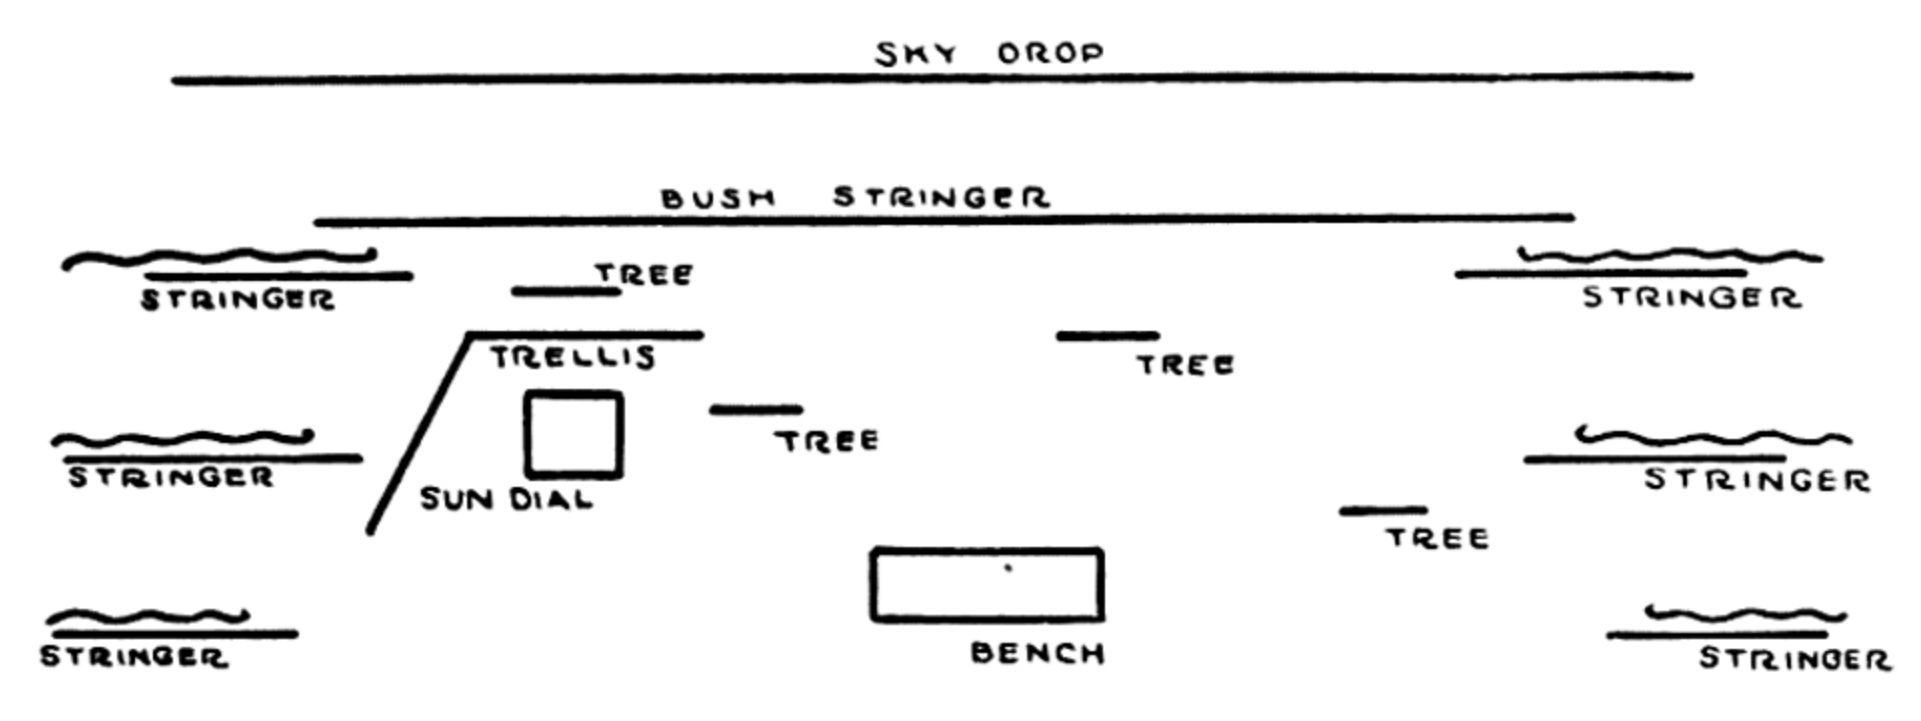 SKY DROP
BUSH STRINGER
TREE
STRINGER
STRINGER
TRELLIS
TREE
TREE
STRINGER
STRINGER
SUN DIAL
TREE
BENCH
STRINGER
STRINGER